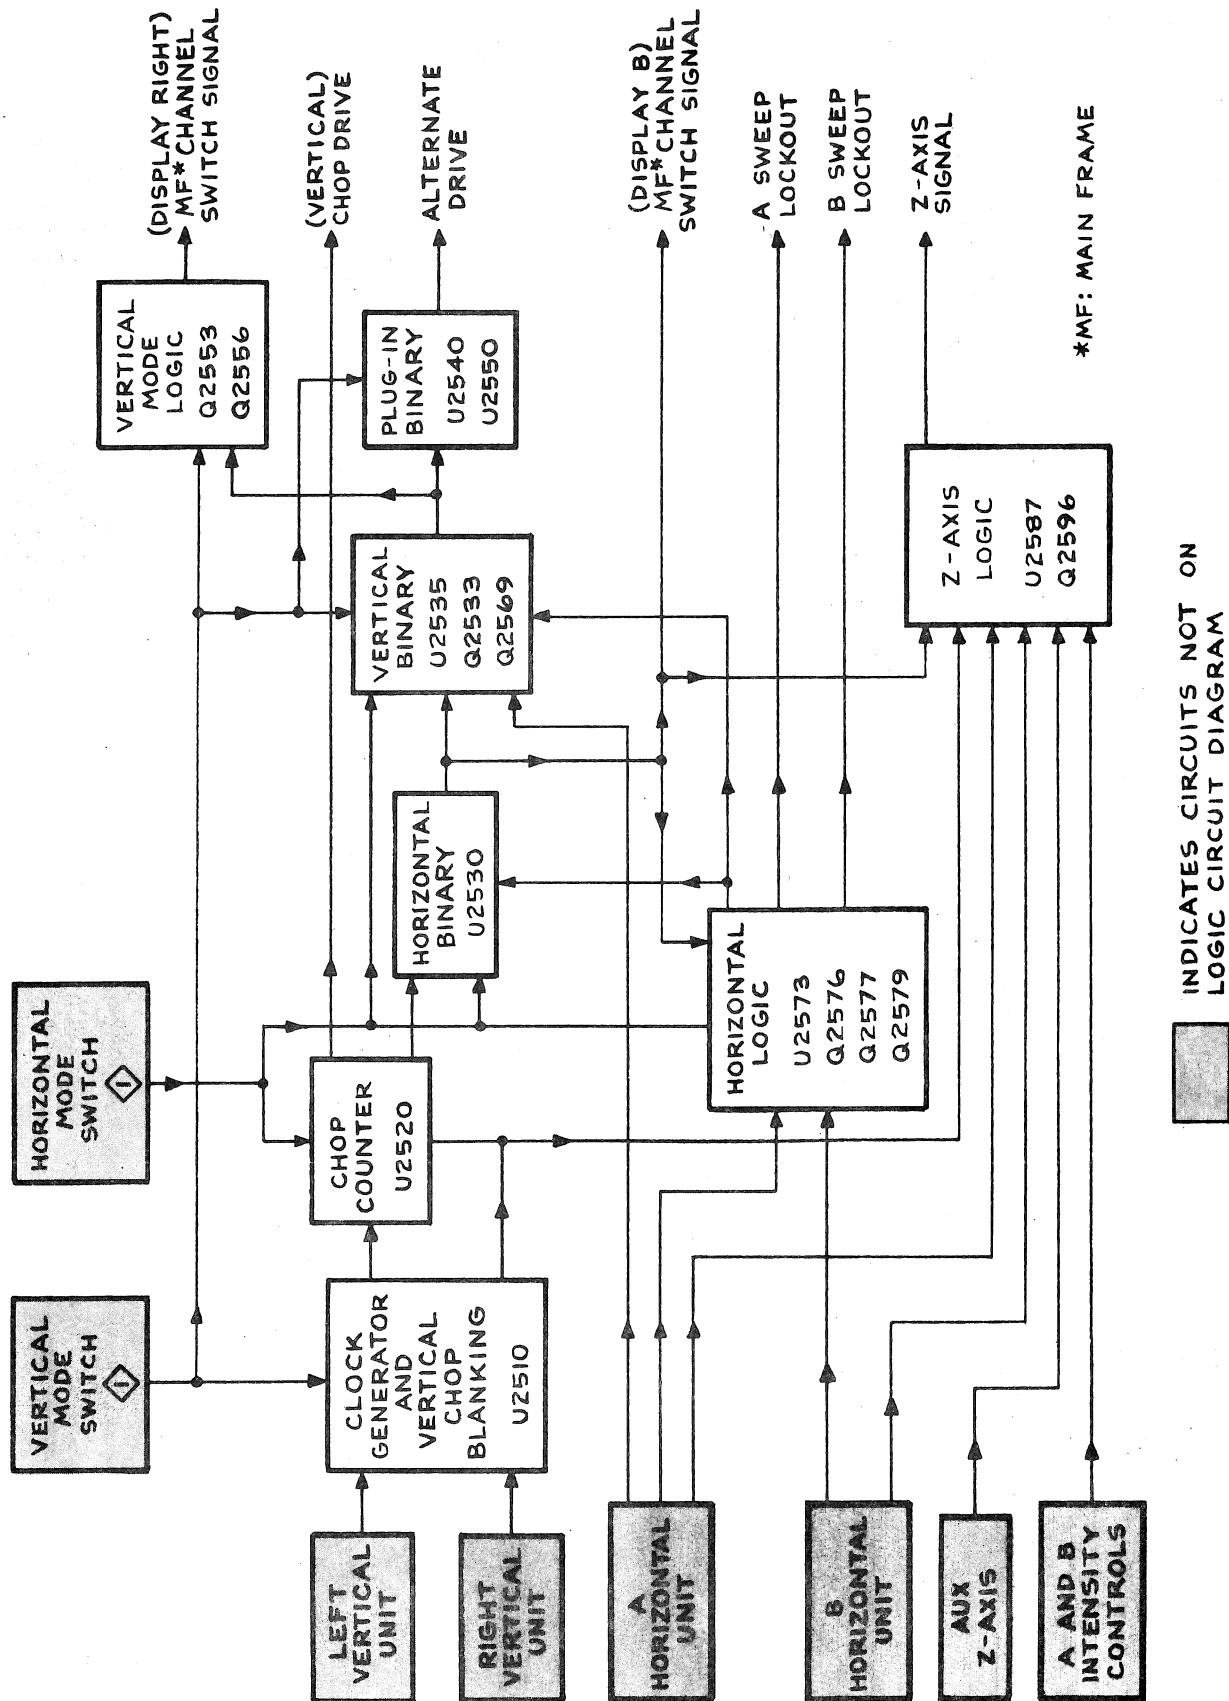 VERTICAL
MODE
SWITCH
1
HORIZONTAL
MODE
SWITCH
1
LEFT
VERTICAL
UNIT
RIGHT
VERTICAL
UNIT
A
HORIZONTAL
UNIT
B
HORIZONTAL
UNIT
AUX
Z-AXIS
A AND B
INTENSITY
CONTROLS
CLOCK
GENERATOR
AND
VERTICAL
CHOP
BLANKING
U2510
CHOP
COUNTER
U2520
HORIZONTAL
BINARY
U2530
VERTICAL
BINARY
U2535
Q2533
Q2569
VERTICAL
MODE
LOGIC
Q2553
Q2556
PLUG-IN
BINARY
U2540
U2550
HORIZONTAL
LOGIC
U2573
Q2576
Q2577
Q2579
Z-AXIS
LOGIC
U2587
Q2596
(DISPLAY RIGHT)
MF* CHANNEL
SWITCH SIGNAL
(VERTICAL)
CHOP DRIVE
ALTERNATE
DRIVE
(DISPLAY B)
MF* CHANNEL
SWITCH SIGNAL
A SWEEP
LOCKOUT
B SWEEP
LOCKOUT
Z-AXIS
SIGNAL
*MF: MAIN FRAME
INDICATES CIRCUITS NOT ON
LOGIC CIRCUIT DIAGRAM